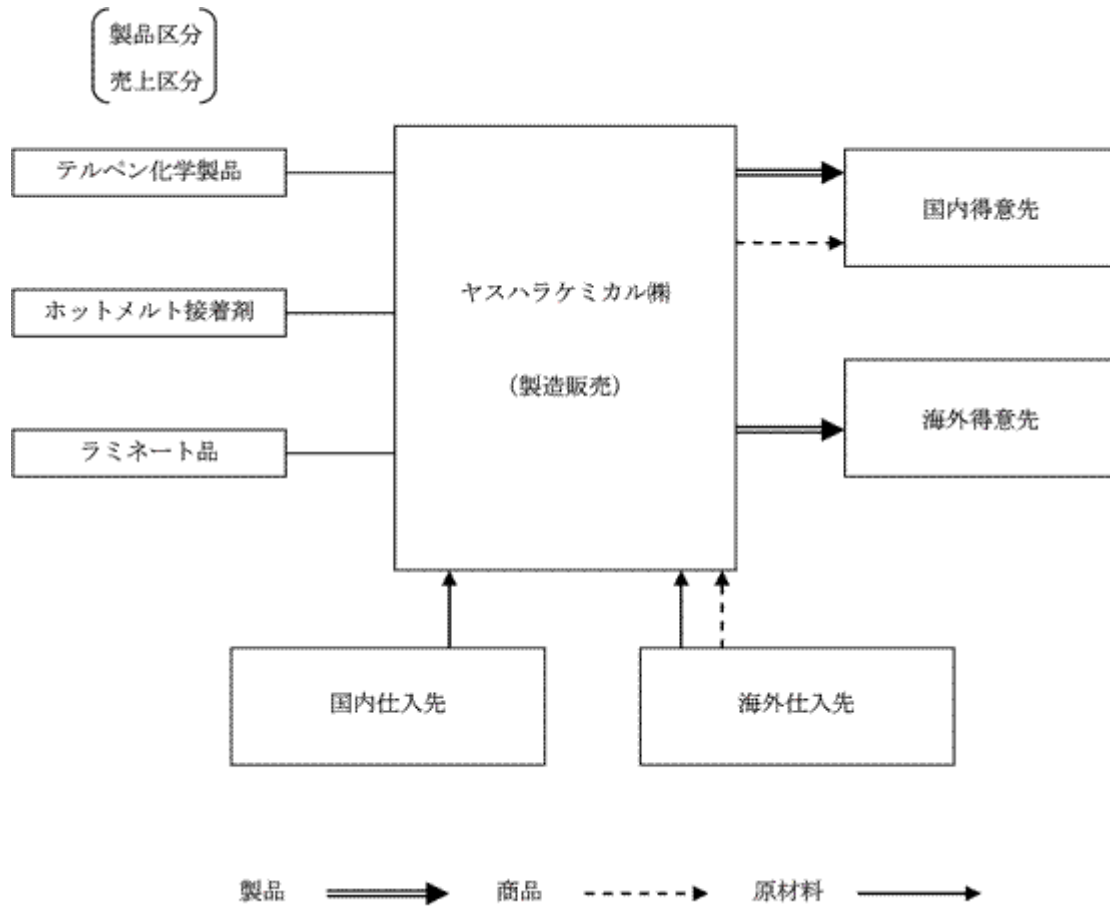 製品区分
売上区分
テルペン化学製品
ホットメルト接着剤
ラミネート品
ヤスハラケミカル㈱
（製造販売）
国内得意先
海外得意先
国内仕入先
海外仕入先
製品 商品 原材料